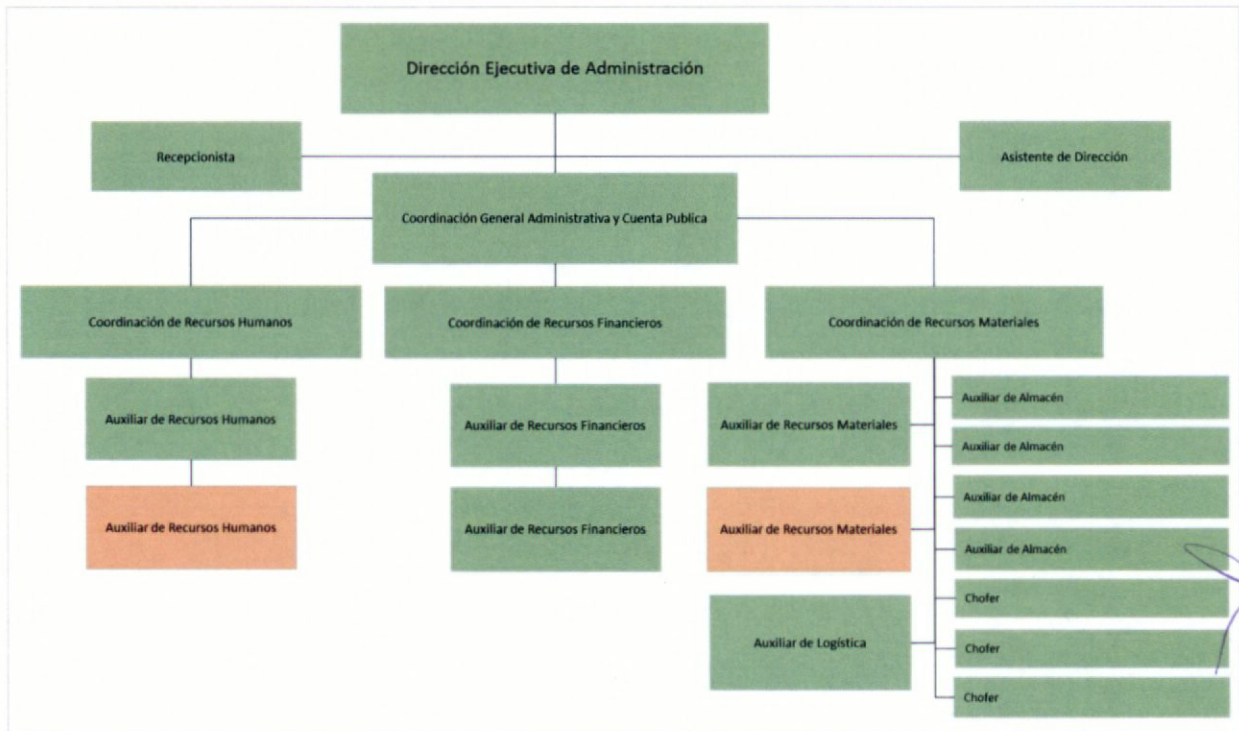 Dirección Ejecutiva de Administración
Recepcionista
Asistente de Dirección
Coordinación General Administrativa y Cuenta Publica
Coordinación de Recursos Humanos
Coordinación de Recursos Financieros
Coordinación de Recursos Materiales
Auxiliar de Recursos Humanos
Auxiliar de Recursos Humanos
Auxiliar de Recursos Financieros
Auxiliar de Recursos Financieros
Auxiliar de Recursos Materiales
Auxiliar de Recursos Materiales
Auxiliar de Logística
Auxiliar de Almacén
Auxiliar de Almacén
Auxiliar de Almacén
Auxiliar de Almacén
Chofer
Chofer
Chofer